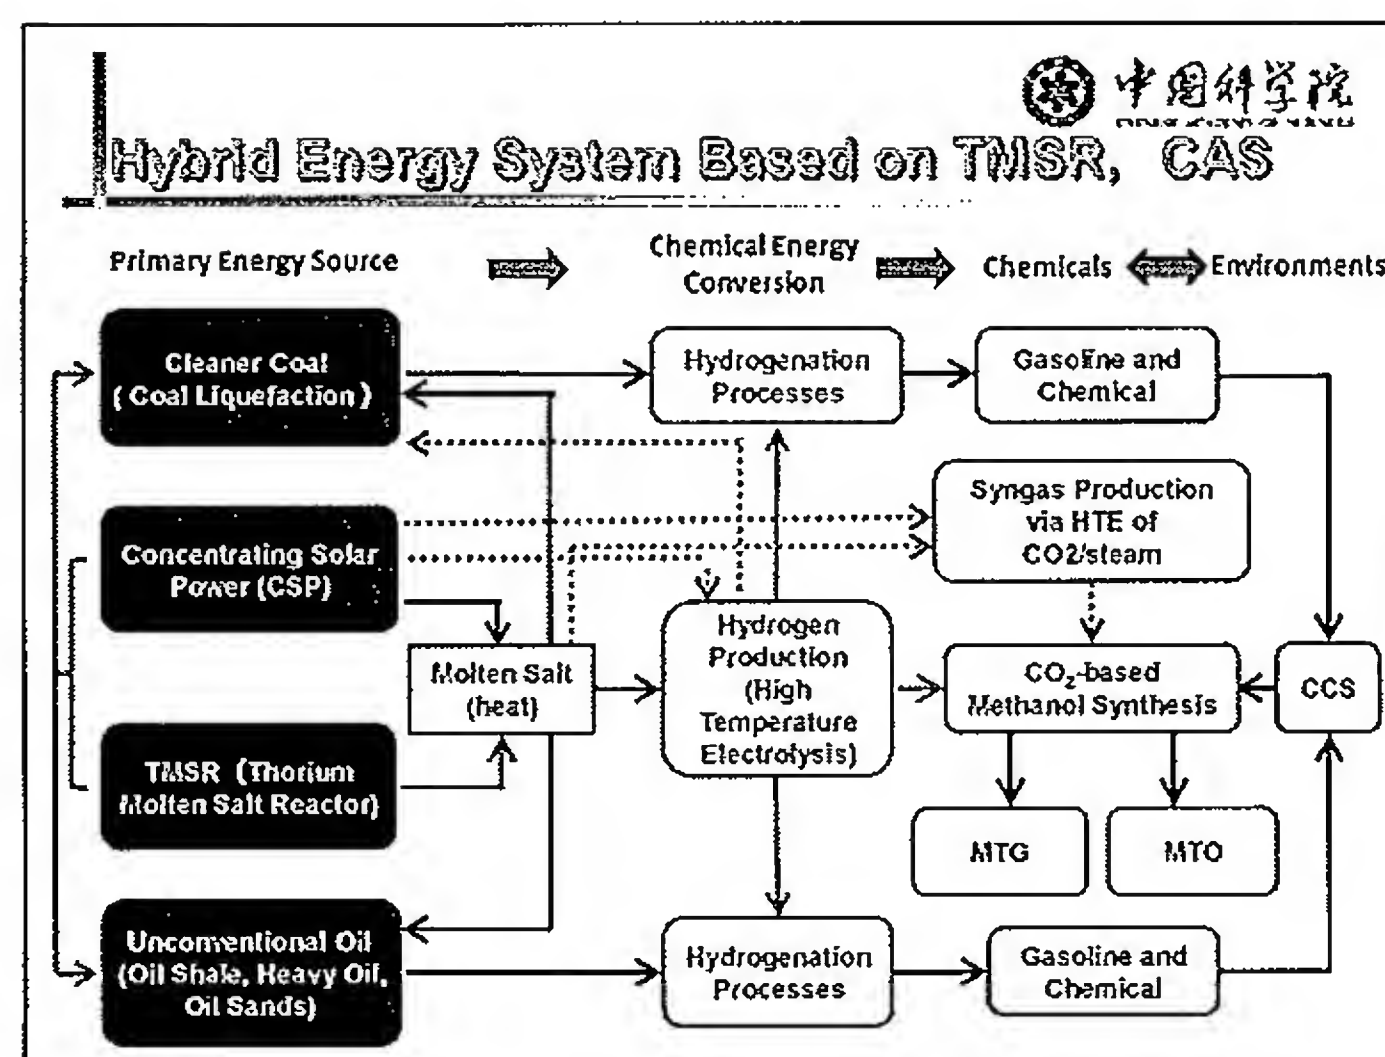 中国科学院
Hybrid Energy System Based on TMSR, CAS
Primary Energy Source
Chemical Energy
Conversion
Chemicals
Environments
Cleaner Coal
(Coal Liquefaction)
Hydrogenation
Processes
Gasoline and
Chemical
Syngas Production
via HTE of
CO2/steam
Concentrating Solar
Power (CSP)
Molten Salt
(heat)
Hydrogen
Production
(High
Temperature
Electrolysis)
CO₂-based
Methanol Synthesis
CCS
TMSR (Thorium
Molten Salt Reactor)
MTG
MTO
Unconventional Oil
(Oil Shale, Heavy Oil,
Oil Sands)
Hydrogenation
Processes
Gasoline and
Chemical